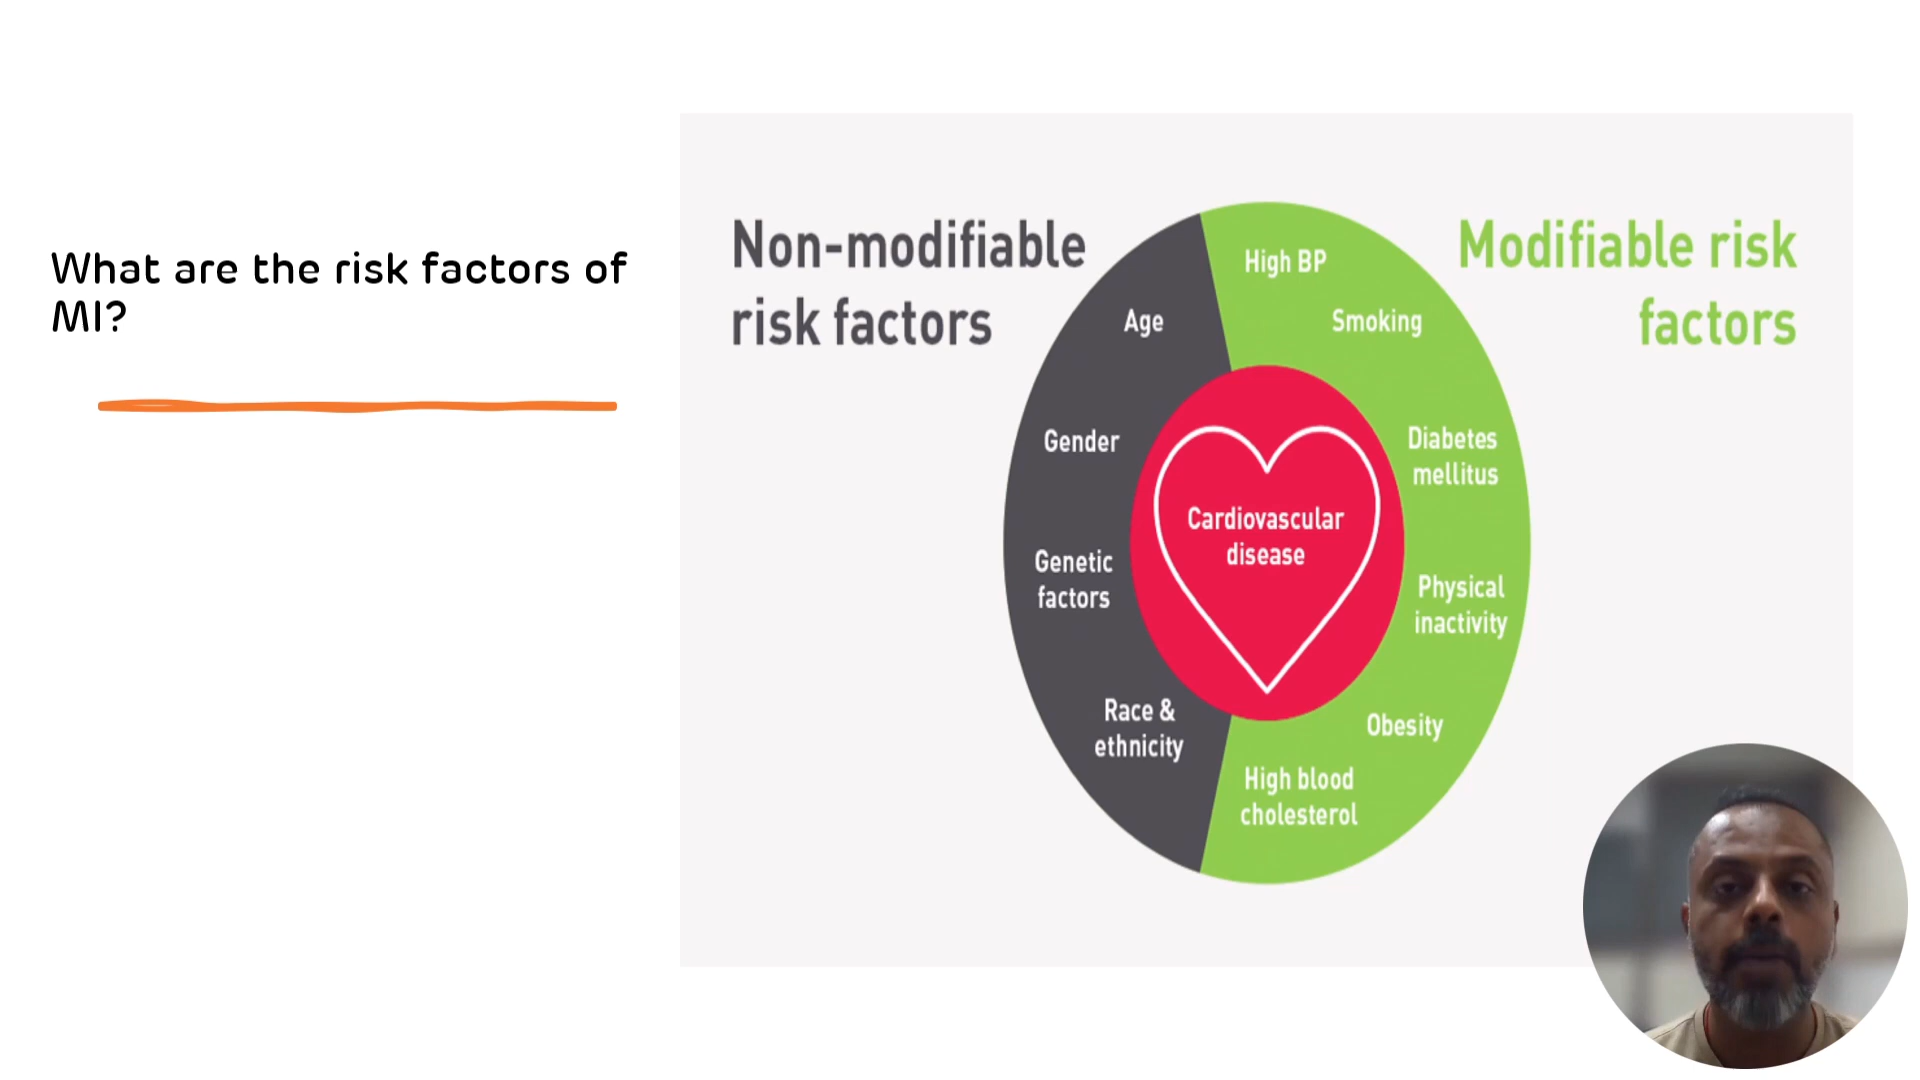 What are the risk factors of
MI?
Non-modifiable
risk factors
Modifiable risk
factors
Age
Gender
Genetic
factors
Race &
ethnicity
High BP
Smoking
Diabetes
mellitus
Physical
inactivity
Obesity
High blood
cholesterol
Cardiovascular
disease